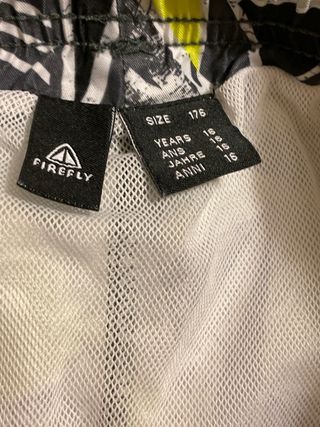 FIREFLY
SIZE 176
YEARS 16
ANS 16
JAHRE 16
ANNI 16